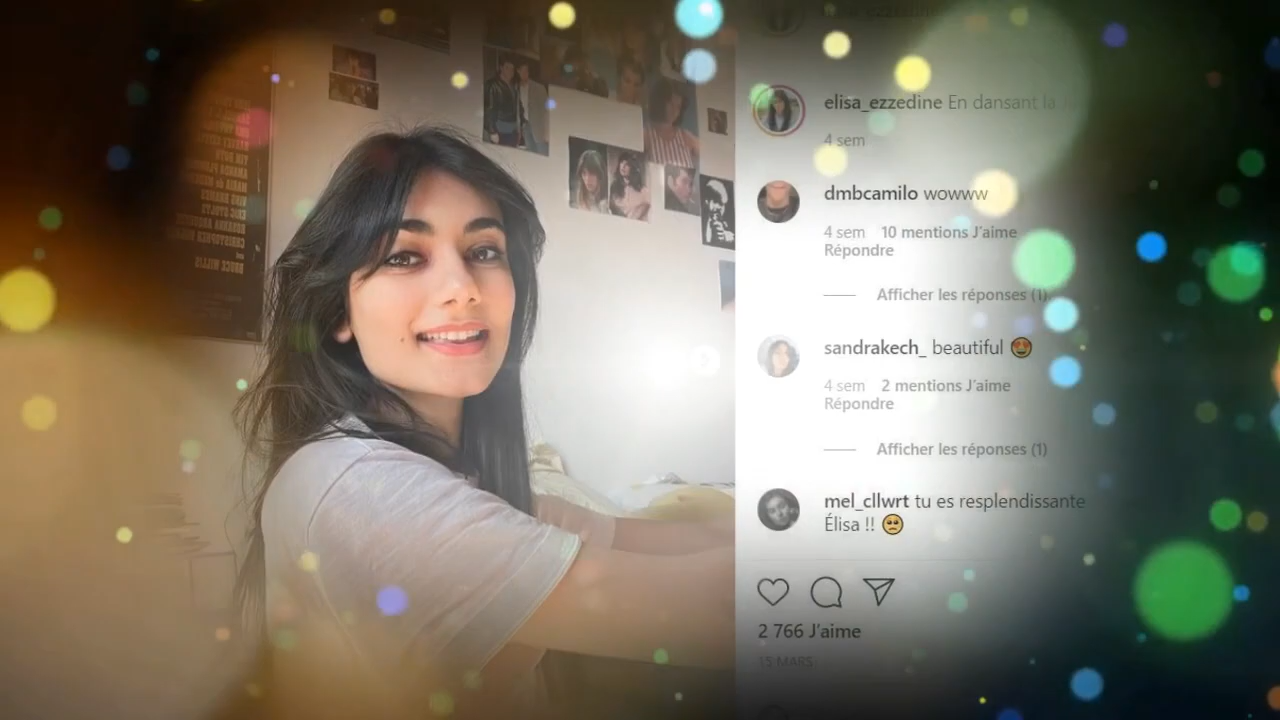 elisa_ezzedine En dansant la
4 sem
dmbcamilo wowww
4 sem 10 mentions J'aime
Répondre
Afficher les réponses (1)
sandrakech_ beautiful 😍
4 sem 2 mentions J'aime
Répondre
Afficher les réponses (1)
mel_cllwrt tu es resplendissante
Élisa !! 🥺
2 766 J'aime
15 MARS
BRUCE WILLIS